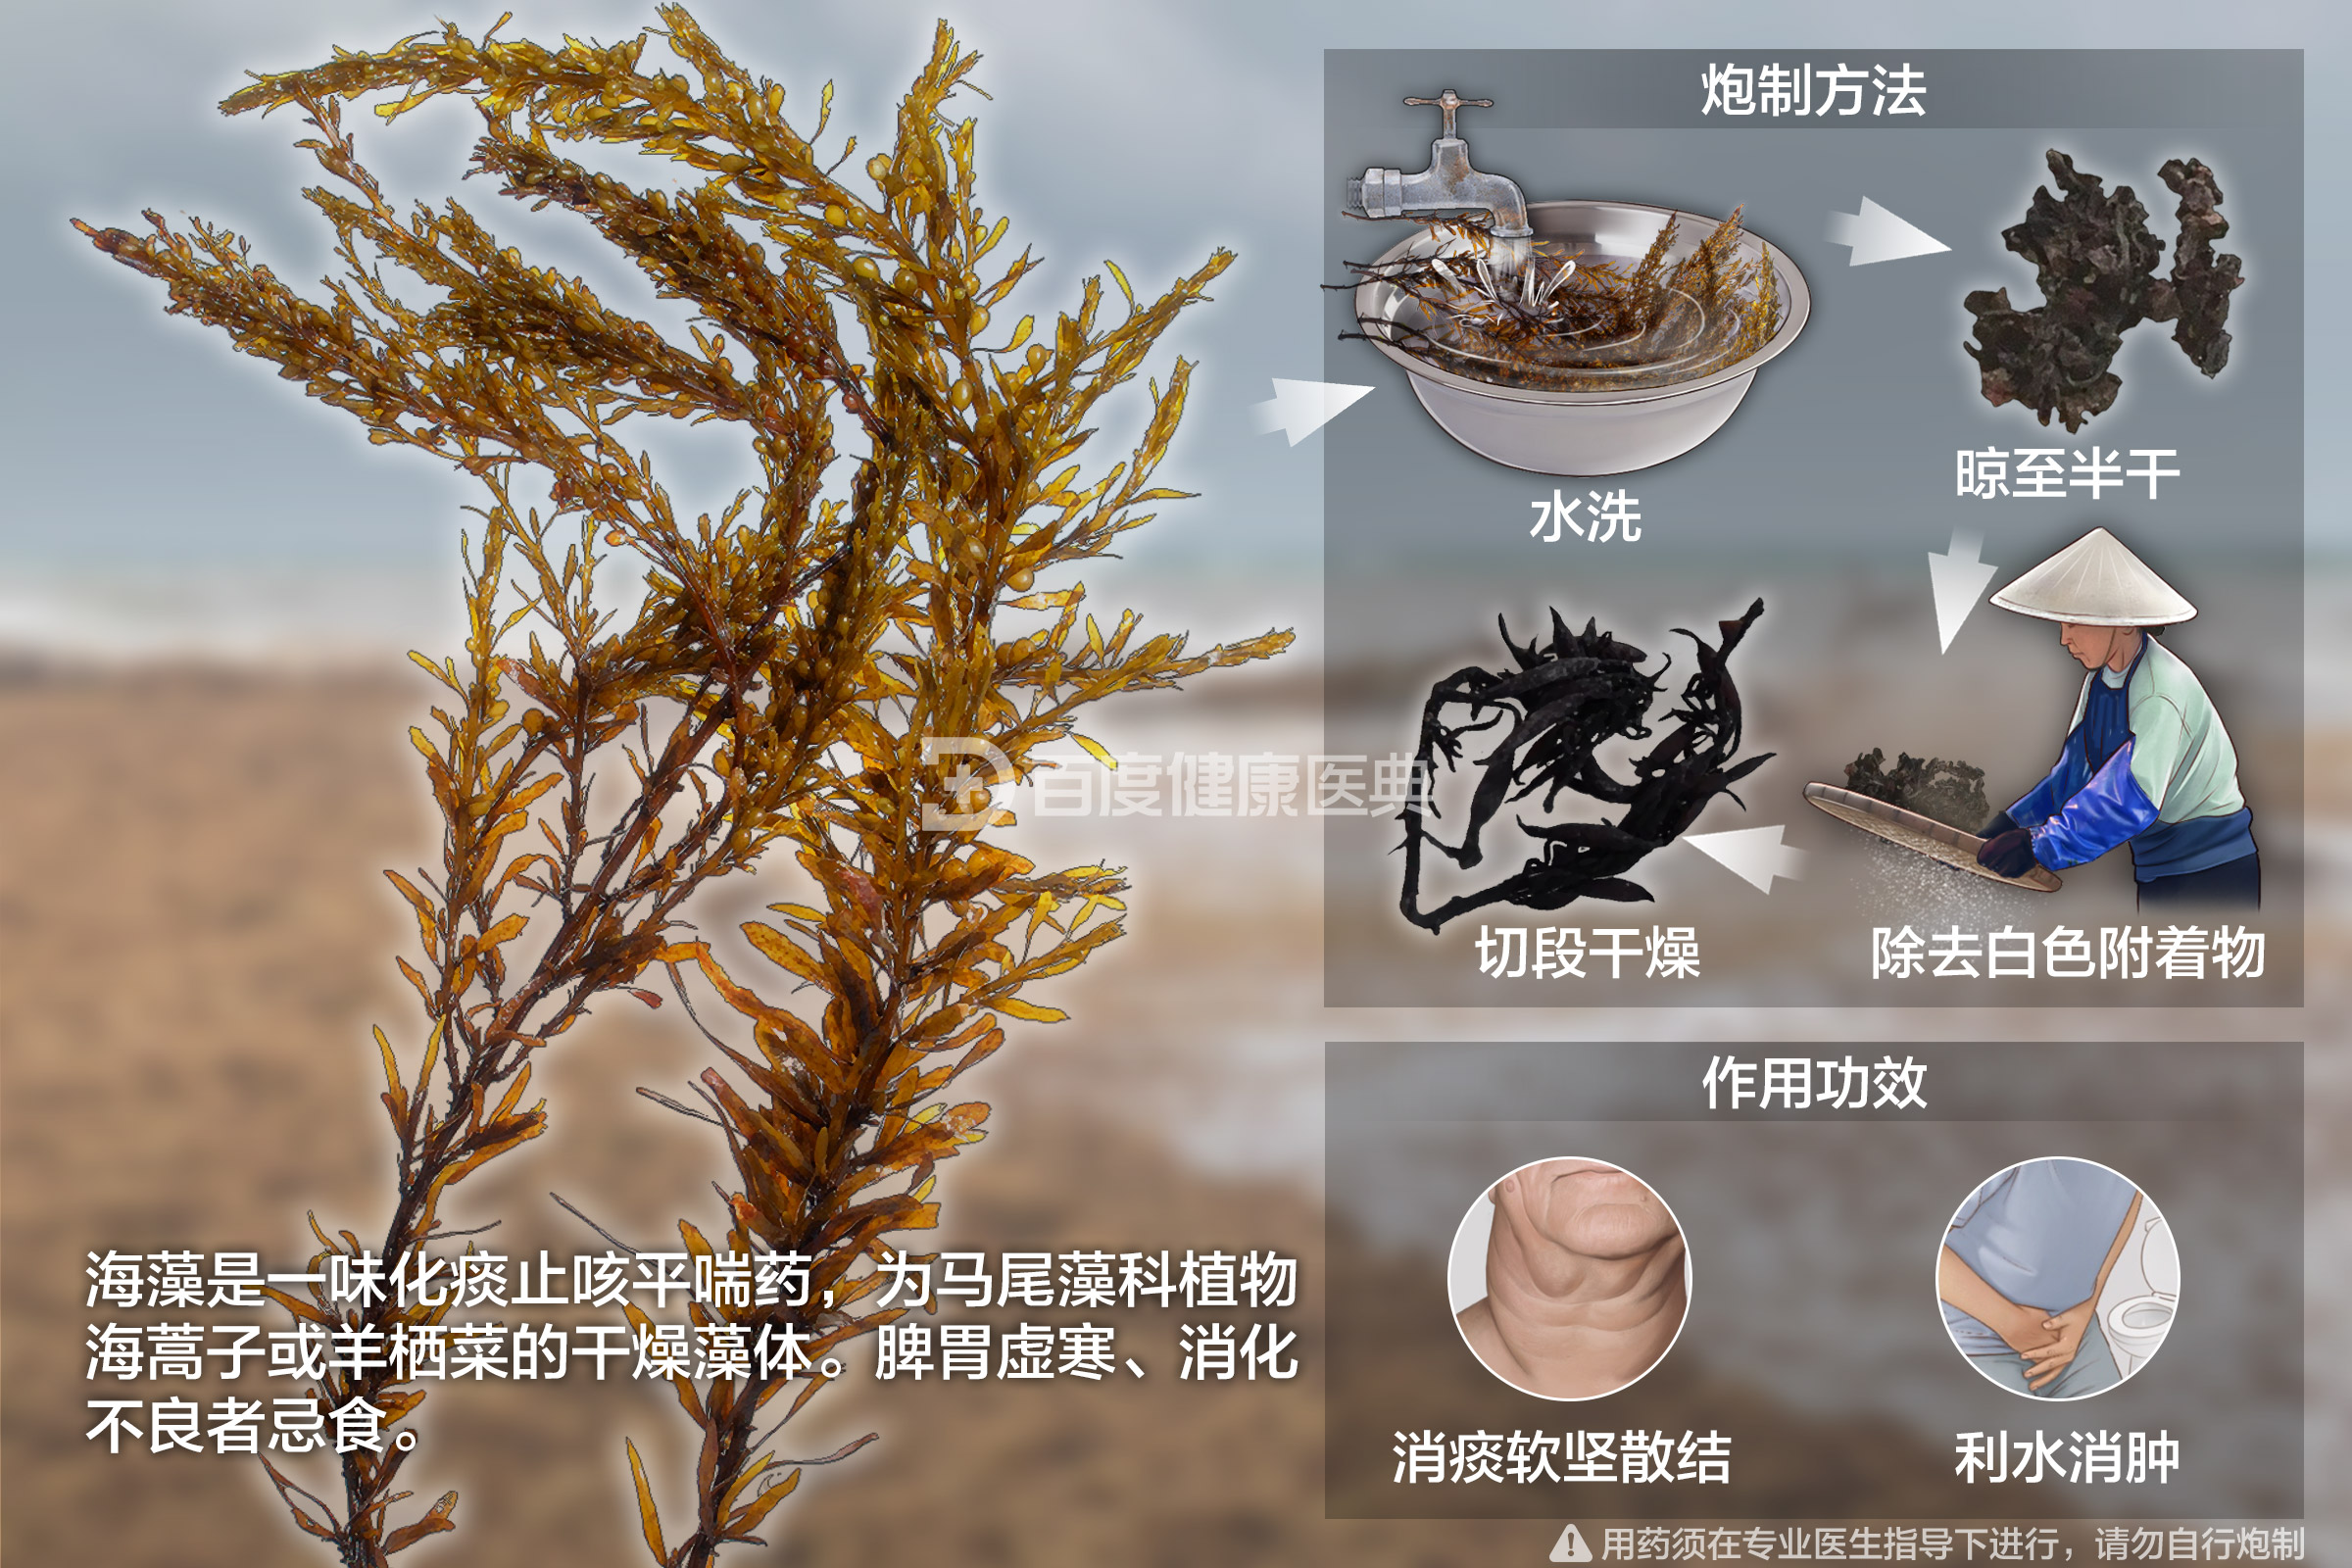 炮制方法
水洗
晾至半干
切段干燥
除去白色附着物
百度健康医典
作用功效
消痰软坚散结
利水消肿
海藻是一味化痰止咳平喘药，为马尾藻科植物
海蒿子或羊栖菜的干燥藻体。脾胃虚寒、消化
不良者忌食。
用药须在专业医生指导下进行，请勿自行炮制